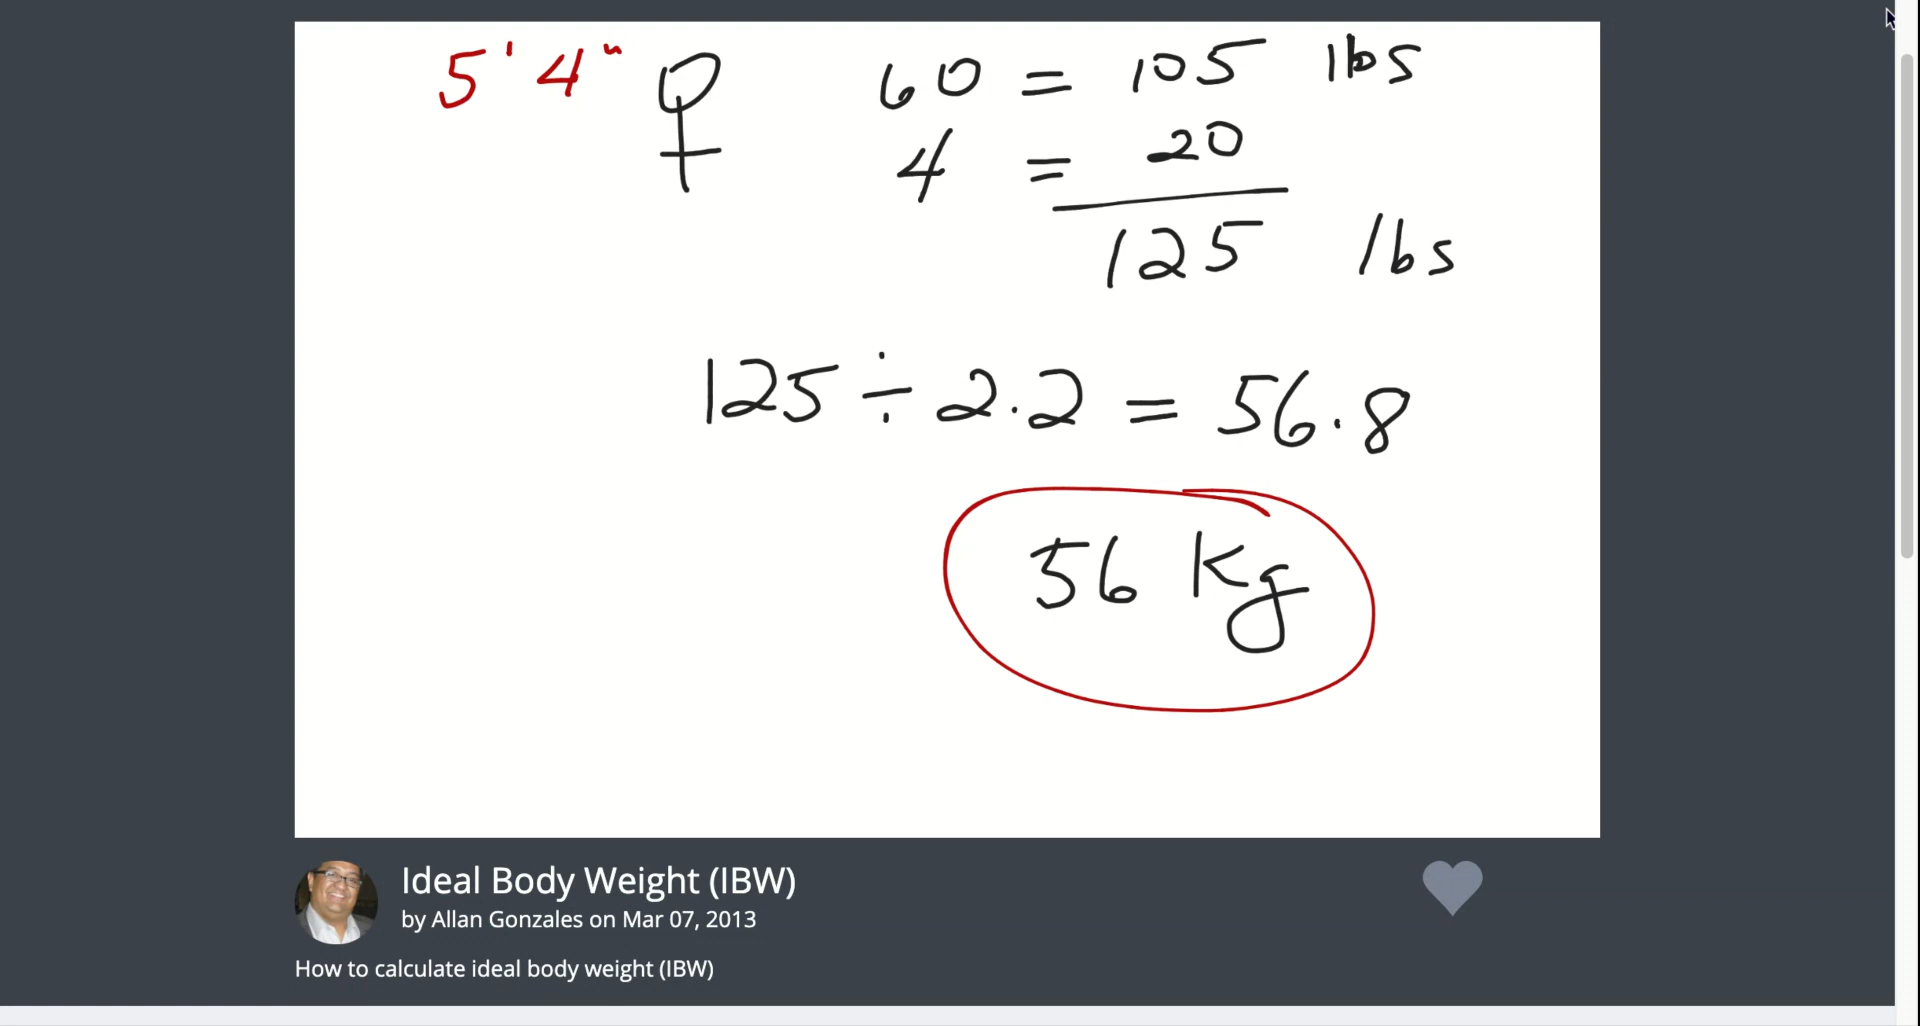 5'4" ♀ 60 = 105 lbs
4 = 20
125 lbs
125 ÷ 2.2 = 56.8
56 Kg
Ideal Body Weight (IBW)
by Allan Gonzales on Mar 07, 2013
How to calculate ideal body weight (IBW)